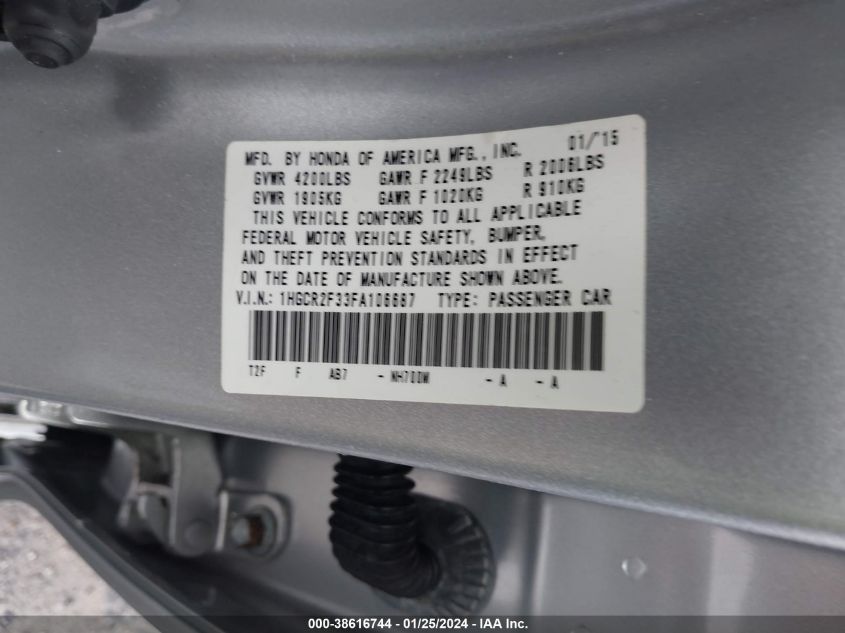 MFD. BY HONDA OF AMERICA MFG., INC. 01/'15
GVWR 4200LBS GAWR F 2249LBS R 2006LBS
GVWR 1905KG GAWR F 1020KG R 910KG
THIS VEHICLE CONFORMS TO ALL APPLICABLE
FEDERAL MOTOR VEHICLE SAFETY, BUMPER,
AND THEFT PREVENTION STANDARDS IN EFFECT
ON THE DATE OF MANUFACTURE SHOWN ABOVE.
V.I.N.: 1HGCR2F33FA106687 TYPE: PASSENGER CAR
T2F F AB7 - NH700M - A - A
000-38616744 - 01/25/2024 - IAA Inc.